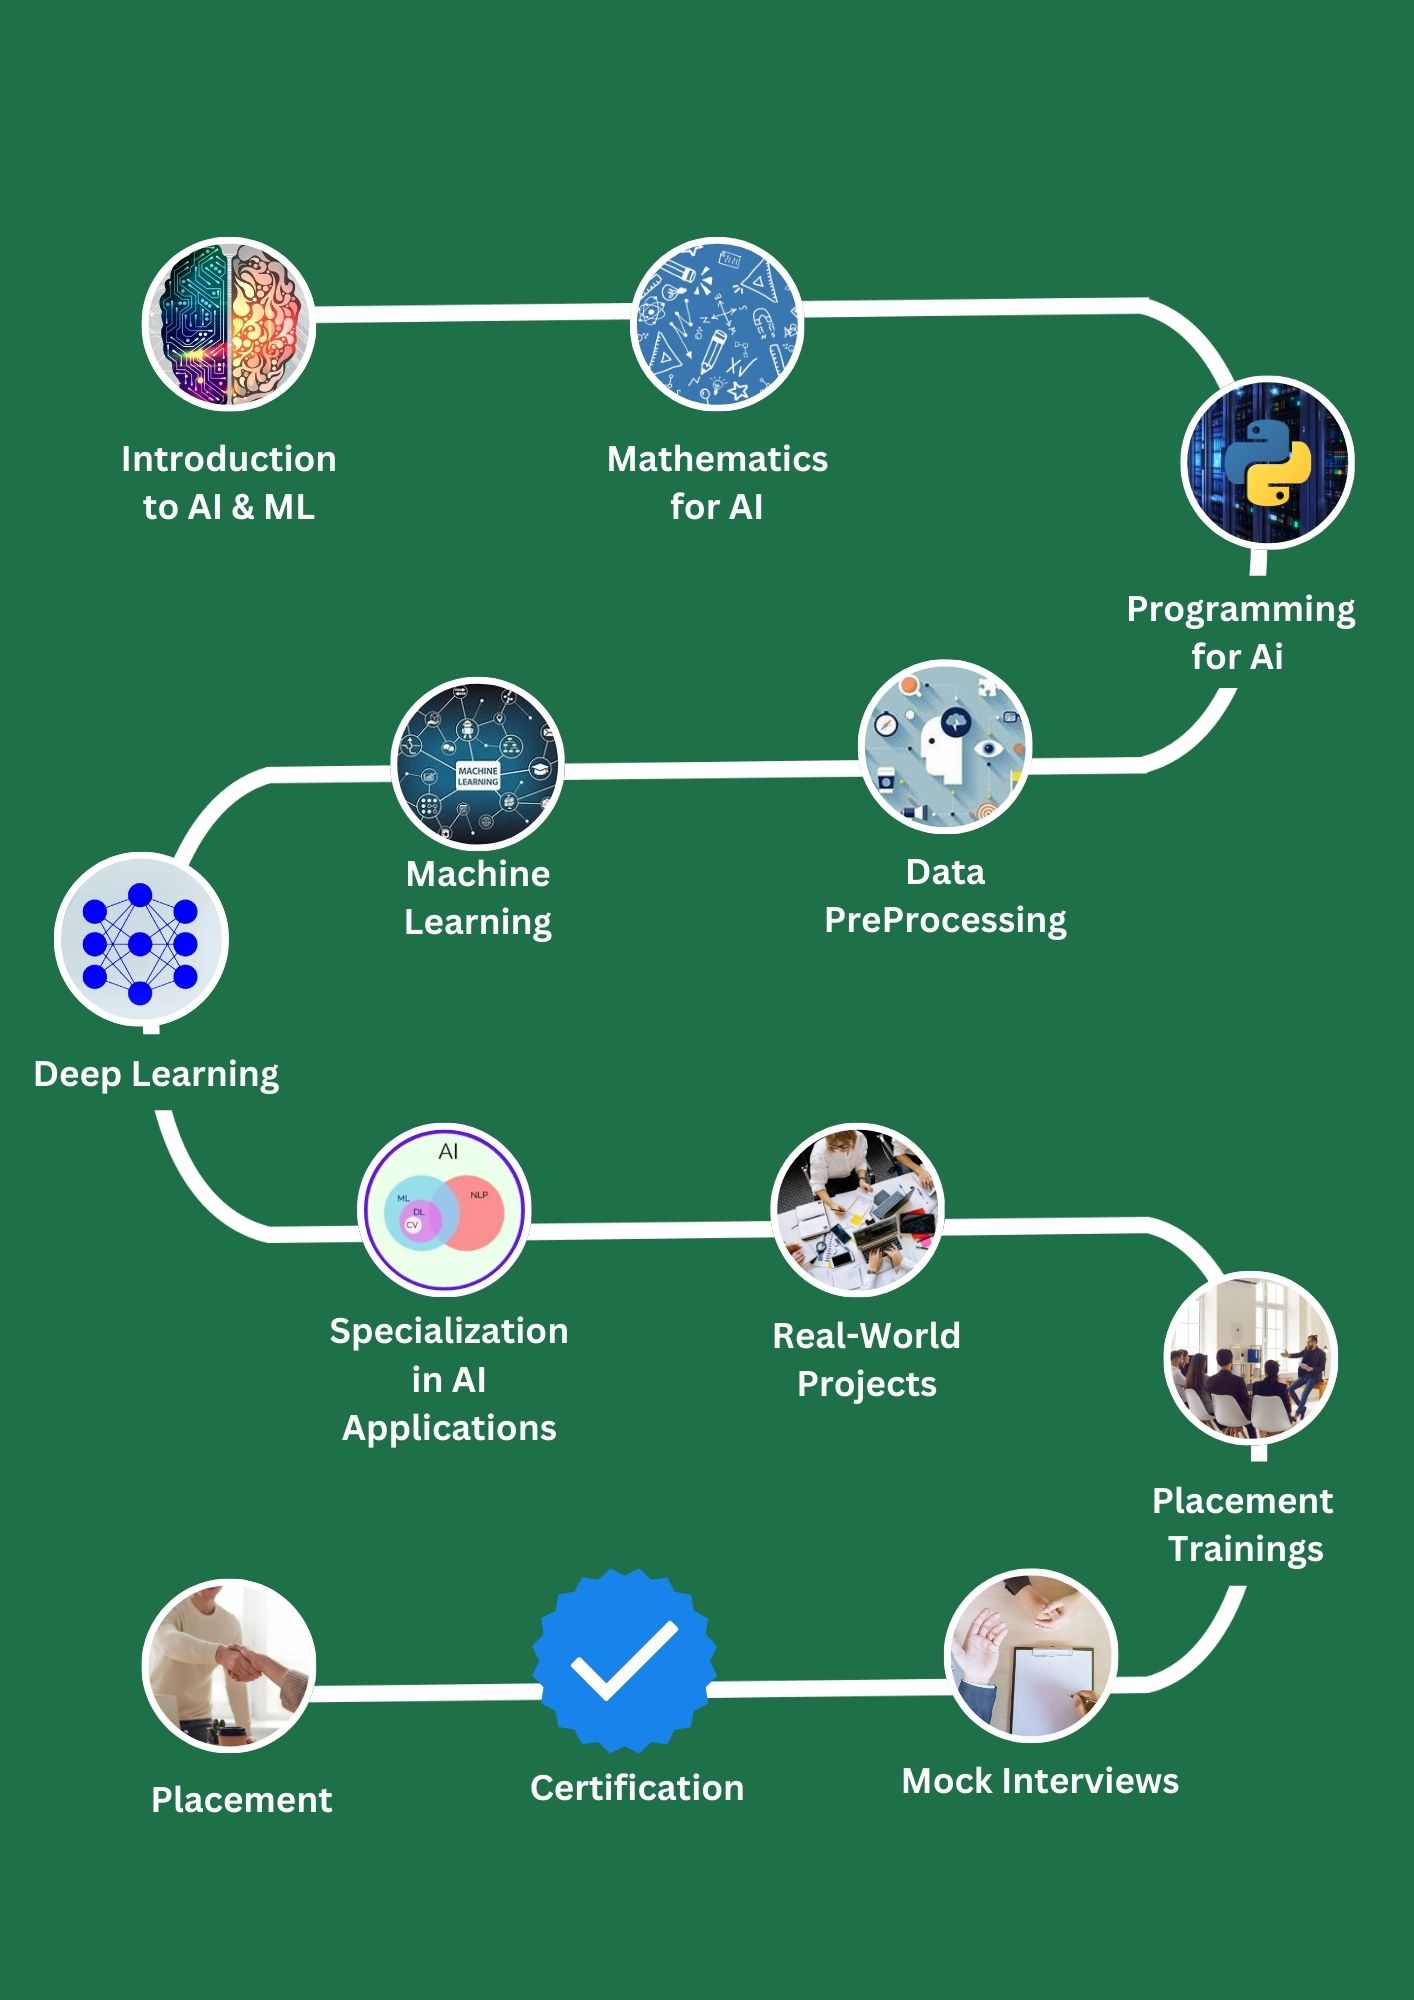 Introduction
to AI & ML
Mathematics
for AI
Programming
for Ai
Data
PreProcessing
MACHINE
LEARNING
Machine
Learning
Deep Learning
AI
ML
NLP
DL
CV
Specialization
in AI
Applications
Real-World
Projects
Placement
Trainings
Mock Interviews
Certification
Placement